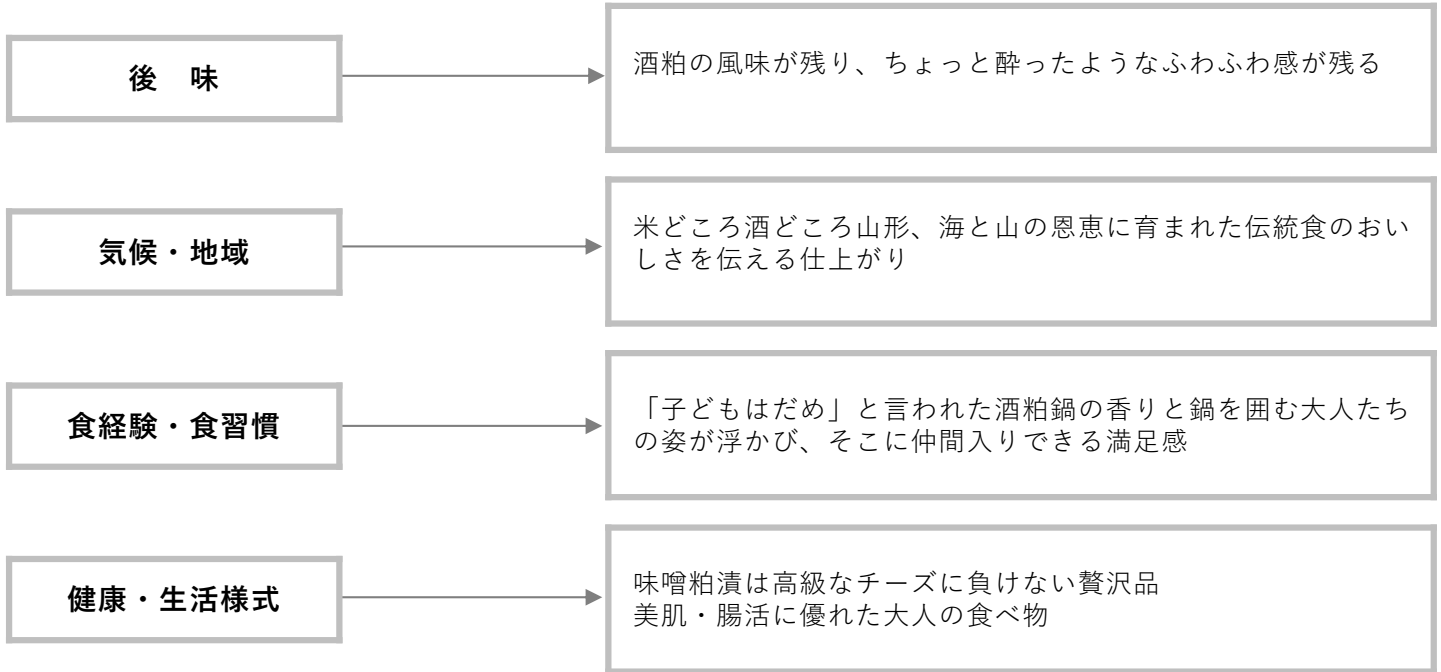 後　味
酒粕の風味が残り、ちょっと酔ったようなふわふわ感が残る
気候・地域
米どころ酒どころ山形、海と山の恩恵に育まれた伝統食のおい
しさを伝える仕上がり
食経験・食習慣
「子どもはだめ」と言われた酒粕鍋の香りと鍋を囲む大人たち
の姿が浮かび、そこに仲間入りできる満足感
健康・生活様式
味噌粕漬は高級なチーズに負けない贅沢品
美肌・腸活に優れた大人の食べ物